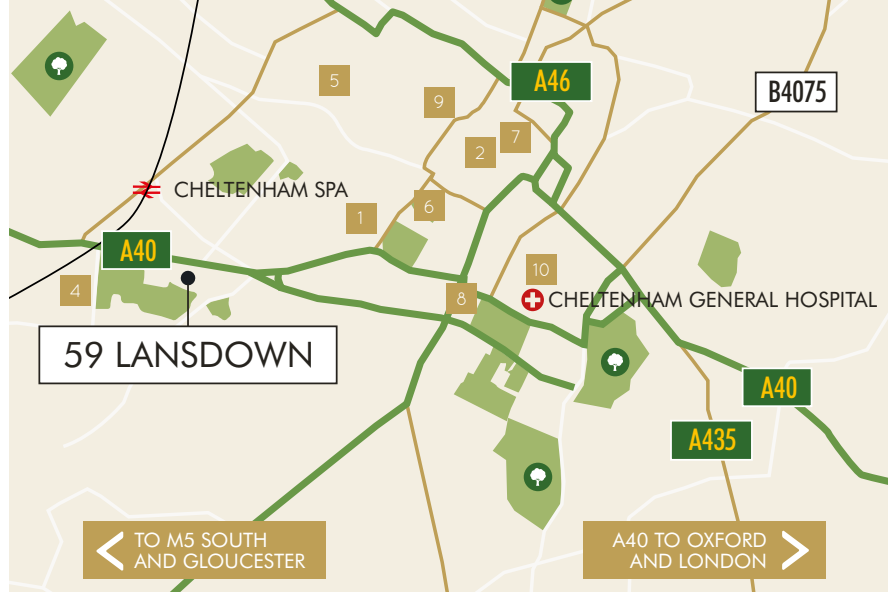 5
A46
B4075
9
7
2
CHELTENHAM SPA
6
1
A40
10
4
8
CHELTENHAM GENERAL HOSPITAL
59 LANSDOWN
A40
A435
TO M5 SOUTH
AND GLOUCESTER
A40 TO OXFORD
AND LONDON